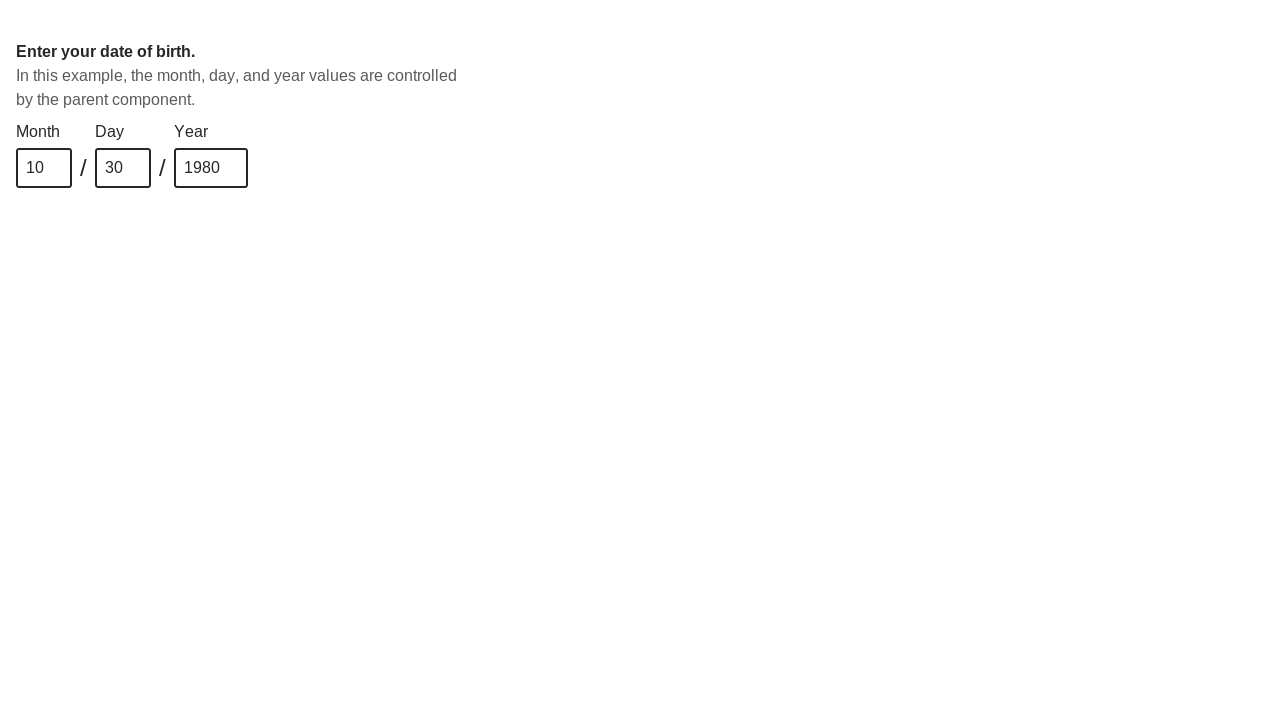 Enter your date of birth.
In this example, the month, day, and year values are controlled
by the parent component.
Month Day Year
10 / 30 / 1980